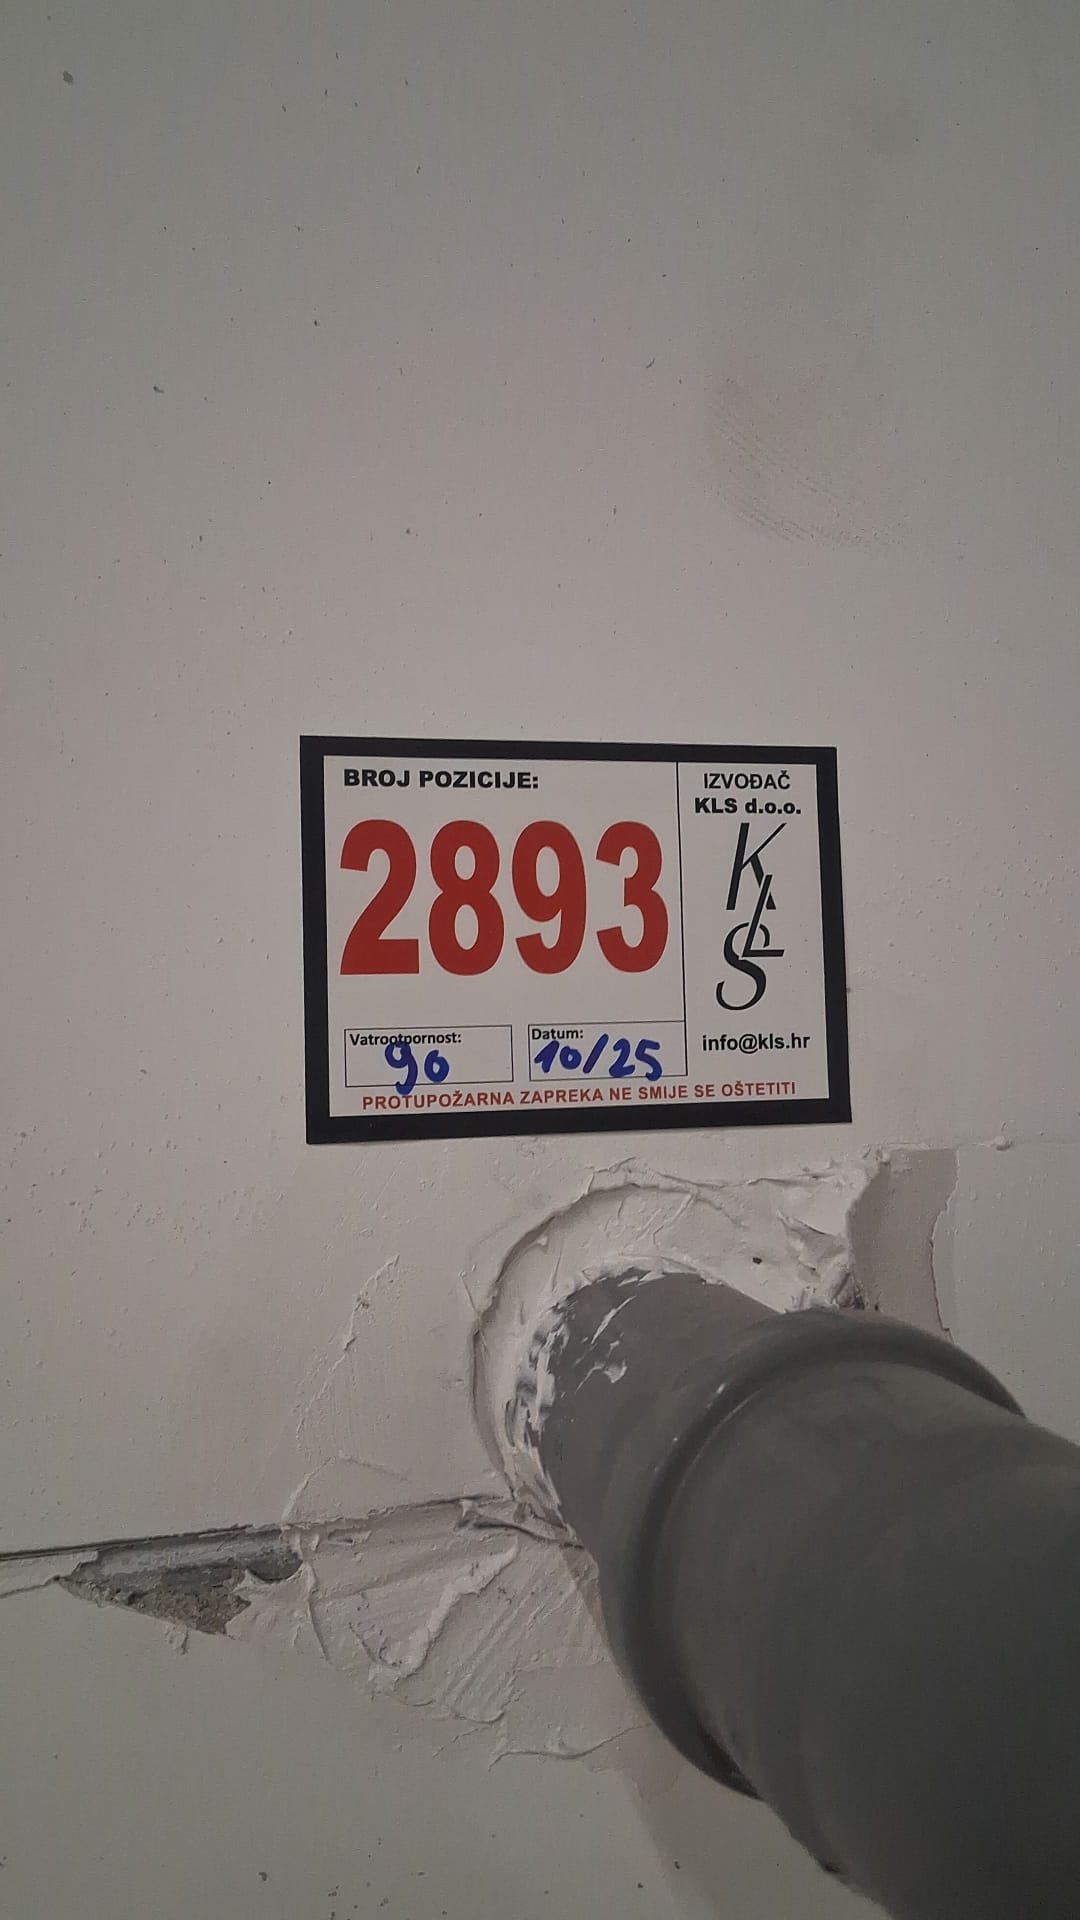 BROJ POZICIJE:
2893
IZVOĐAČ
KLS d.o.o.
KLS
info@kls.hr
Vatrootpornost:
90
Datum:
10/25
PROTUPOŽARNA ZAPREKA NE SMIJE SE OŠTETITI